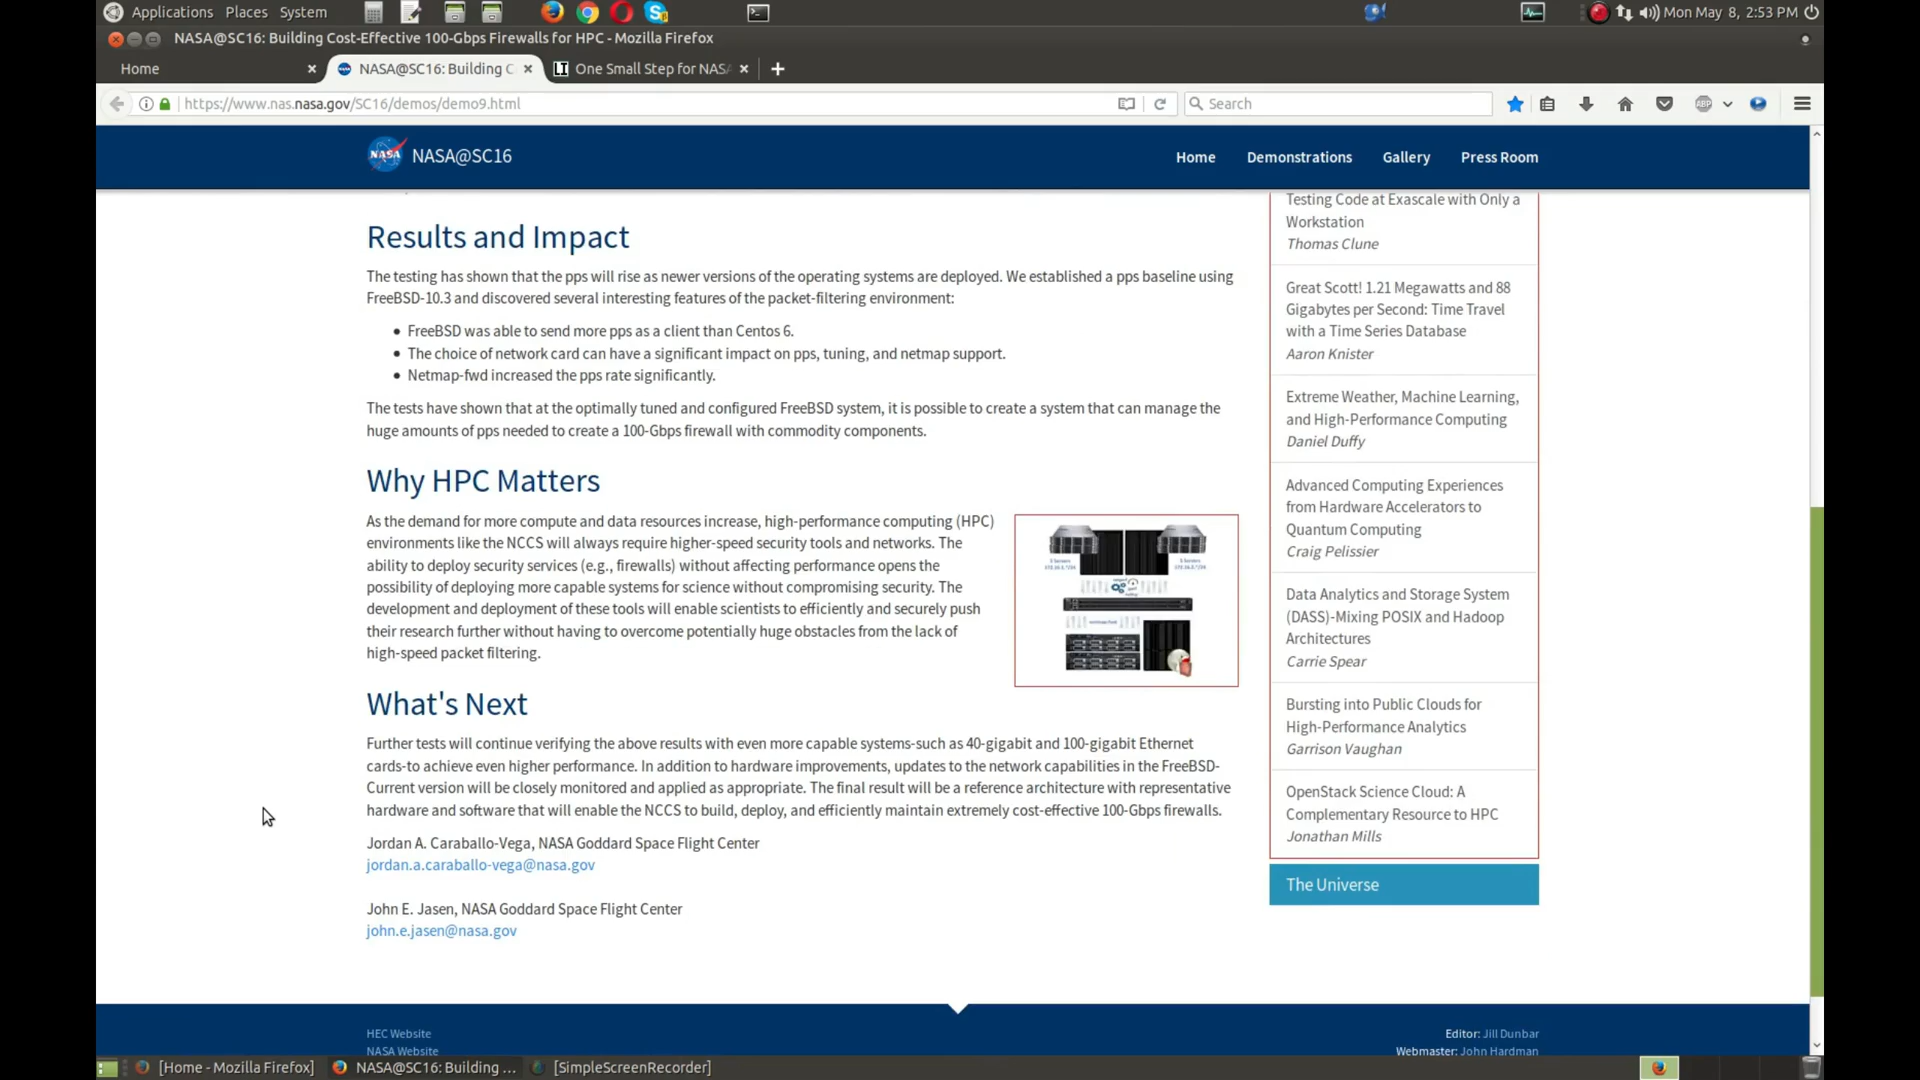 Applications Places System
Mon May 8, 2:53 PM
NASA@SC16: Building Cost-Effective 100-Gbps Firewalls for HPC - Mozilla Firefox
Home
NASA@SC16: Building C
One Small Step for NASA
https://www.nas.nasa.gov/SC16/demos/demo9.html
Search
ABP
NASA NASA@SC16
Home
Demonstrations
Gallery
Press Room
Results and Impact
The testing has shown that the pps will rise as newer versions of the operating systems are deployed. We established a pps baseline using
FreeBSD-10.3 and discovered several interesting features of the packet-filtering environment:
• FreeBSD was able to send more pps as a client than Centos 6.
• The choice of network card can have a significant impact on pps, tuning, and netmap support.
• Netmap-fwd increased the pps rate significantly.
The tests have shown that at the optimally tuned and configured FreeBSD system, it is possible to create a system that can manage the
huge amounts of pps needed to create a 100-Gbps firewall with commodity components.
Why HPC Matters
As the demand for more compute and data resources increase, high-performance computing (HPC)
environments like the NCCS will always require higher-speed security tools and networks. The
ability to deploy security services (e.g., firewalls) without affecting performance opens the
possibility of deploying more capable systems for science without compromising security. The
development and deployment of these tools will enable scientists to efficiently and securely push
their research further without having to overcome potentially huge obstacles from the lack of
high-speed packet filtering.
What's Next
Further tests will continue verifying the above results with even more capable systems-such as 40-gigabit and 100-gigabit Ethernet
cards-to achieve even higher performance. In addition to hardware improvements, updates to the network capabilities in the FreeBSD-
Current version will be closely monitored and applied as appropriate. The final result will be a reference architecture with representative
hardware and software that will enable the NCCS to build, deploy, and efficiently maintain extremely cost-effective 100-Gbps firewalls.
Jordan A. Caraballo-Vega, NASA Goddard Space Flight Center
jordan.a.caraballo-vega@nasa.gov
John E. Jasen, NASA Goddard Space Flight Center
john.e.jasen@nasa.gov
Testing Code at Exascale with Only a
Workstation
Thomas Clune
Great Scott! 1.21 Megawatts and 88
Gigabytes per Second: Time Travel
with a Time Series Database
Aaron Knister
Extreme Weather, Machine Learning,
and High-Performance Computing
Daniel Duffy
Advanced Computing Experiences
from Hardware Accelerators to
Quantum Computing
Craig Pelissier
Data Analytics and Storage System
(DASS)-Mixing POSIX and Hadoop
Architectures
Carrie Spear
Bursting into Public Clouds for
High-Performance Analytics
Garrison Vaughan
OpenStack Science Cloud: A
Complementary Resource to HPC
Jonathan Mills
The Universe
HEC Website
NASA Website
Editor: Jill Dunbar
Webmaster: John Hardman
[Home - Mozilla Firefox]
NASA@SC16: Building ...
[SimpleScreenRecorder]